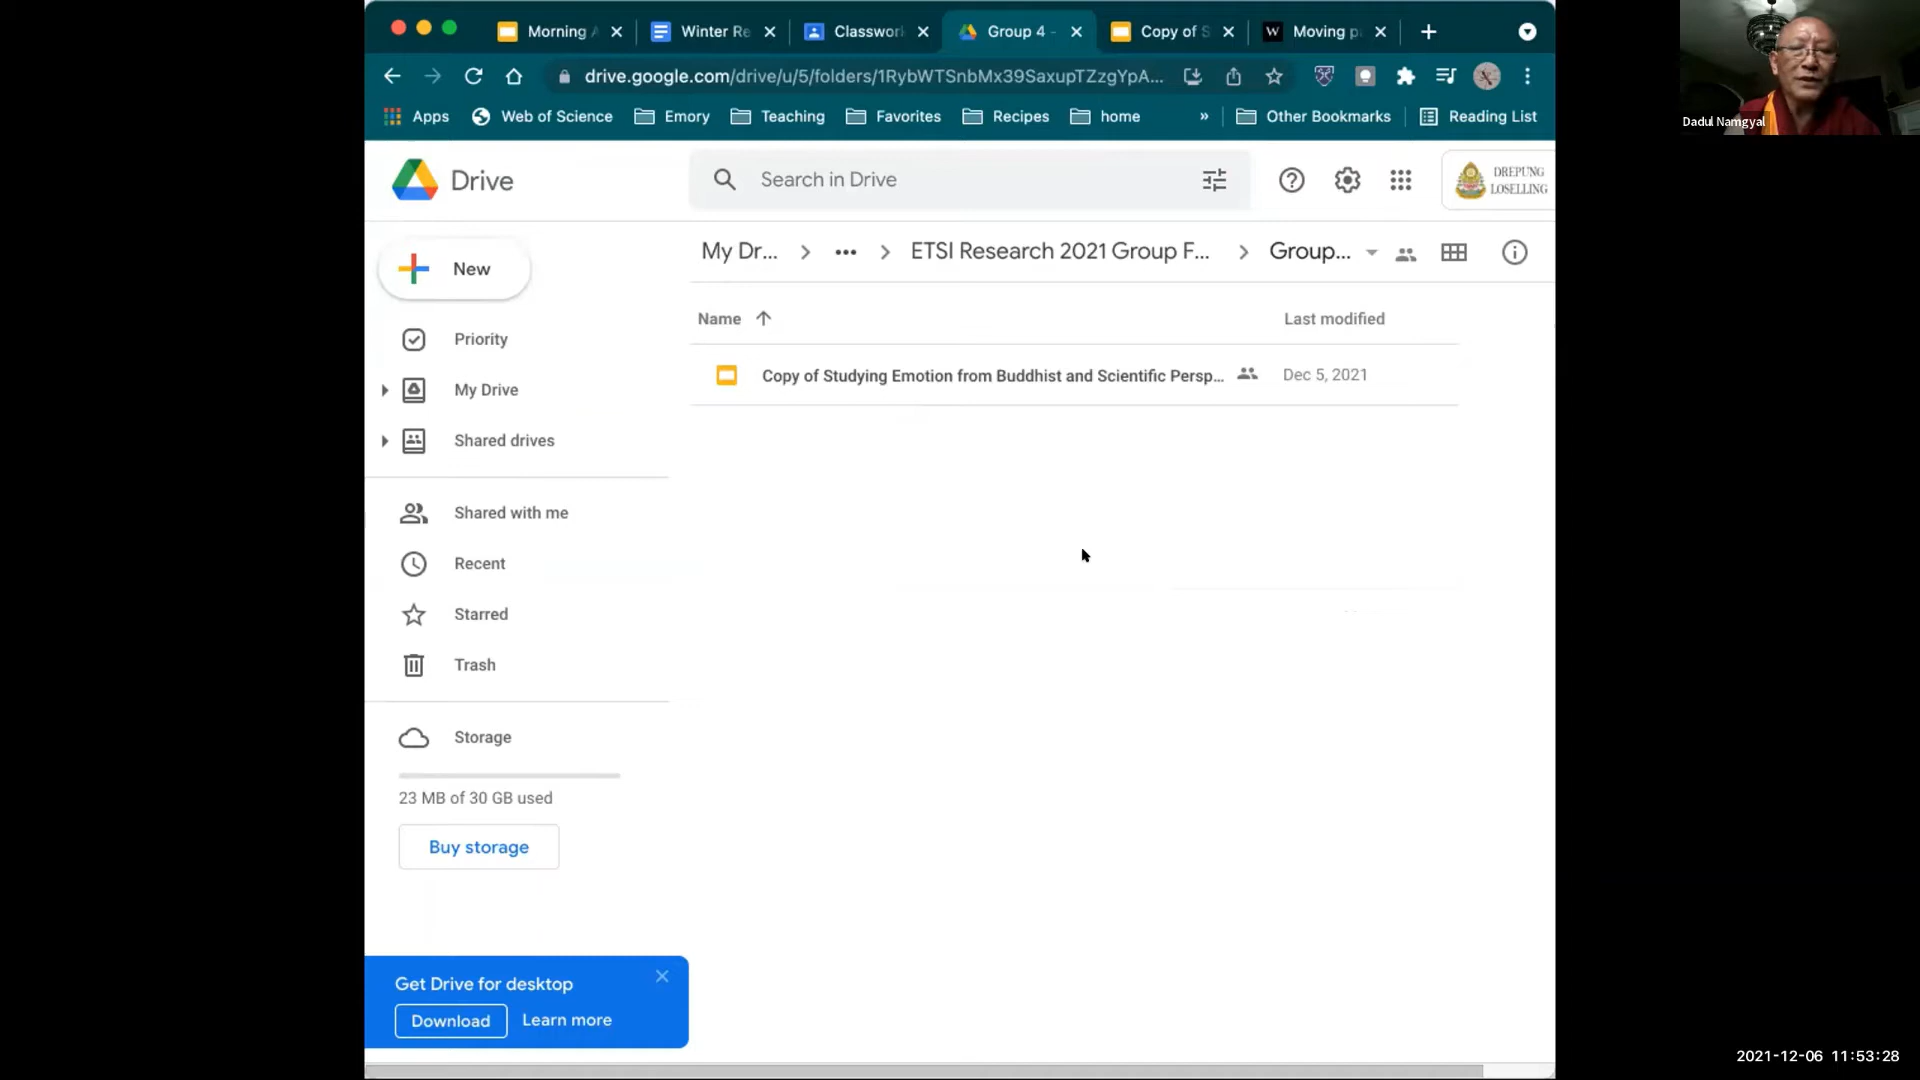 Morning A
Winter Re
Classwork
Group 4 -
Copy of S
Moving p
drive.google.com/drive/u/5/folders/1RybWTSnbMx39SaxupTZzgYpA...
Apps
Web of Science
Emory
Teaching
Favorites
Recipes
home
»
Other Bookmarks
Reading List
Drive
Search in Drive
DREPUNG
LOSELLING
New
My Dr... > ••• > ETSI Research 2021 Group F... > Group...
Name
Last modified
Copy of Studying Emotion from Buddhist and Scientific Persp...
Dec 5, 2021
Priority
My Drive
Shared drives
Shared with me
Recent
Starred
Trash
Storage
23 MB of 30 GB used
Buy storage
Get Drive for desktop
Download
Learn more
Dadul Namgyal
2021-12-06 11:53:28